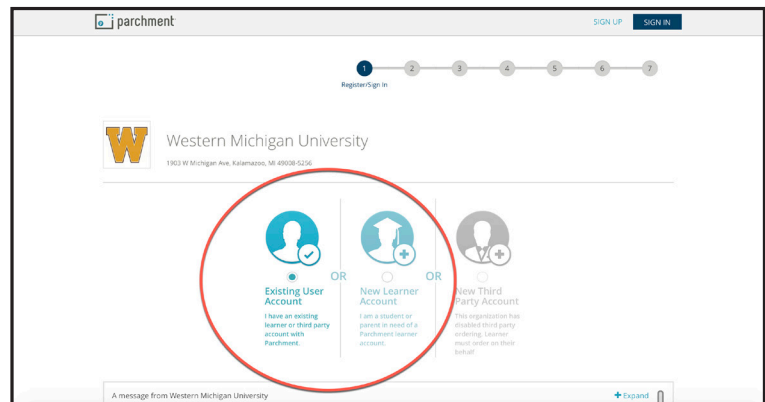 parchment
SIGN UP SIGN IN
1 2 3 4 5 6 7
Register/Sign In
W
Western Michigan University
1903 W Michigan Ave, Kalamazoo, MI 49008-5256
OR OR
Existing User
Account
I have an existing
learner or third party
account with
Parchment.
New Learner
Account
I am a student or
parent in need of a
Parchment learner
account.
New Third
Party Account
This organization has
disabled third party
ordering. Learner
must order on their
behalf
A message from Western Michigan University
+ Expand